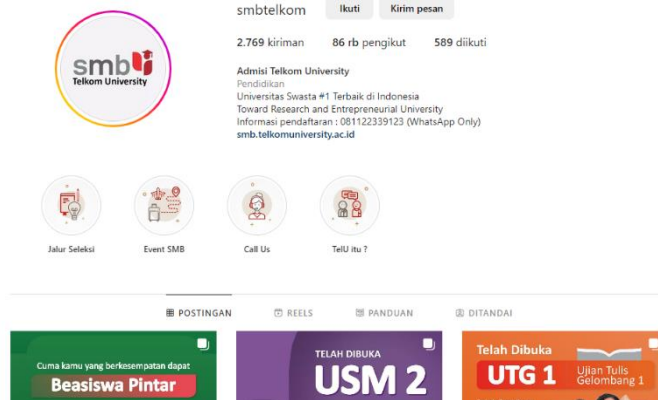 smbtelkom Ikuti Kirim pesan
2.769 kiriman 86 rb pengikut 589 diikuti
smb
Telkom University
Admisi Telkom University
Pendidikan
Universitas Swasta #1 Terbaik di Indonesia
Toward Research and Entrepreneurial University
Informasi pendaftaran : 081122339123 (WhatsApp Only)
smb.telkomuniversity.ac.id
Jalur Seleksi Event SMB Call Us TelU itu ?
POSTINGAN REELS PANDUAN DITANDAI
Cuma kamu yang berkesempatan dapat
Beasiswa Pintar
TELAH DIBUKA
USM 2
Telah Dibuka
UTG 1 Ujian Tulis
Gelombang 1